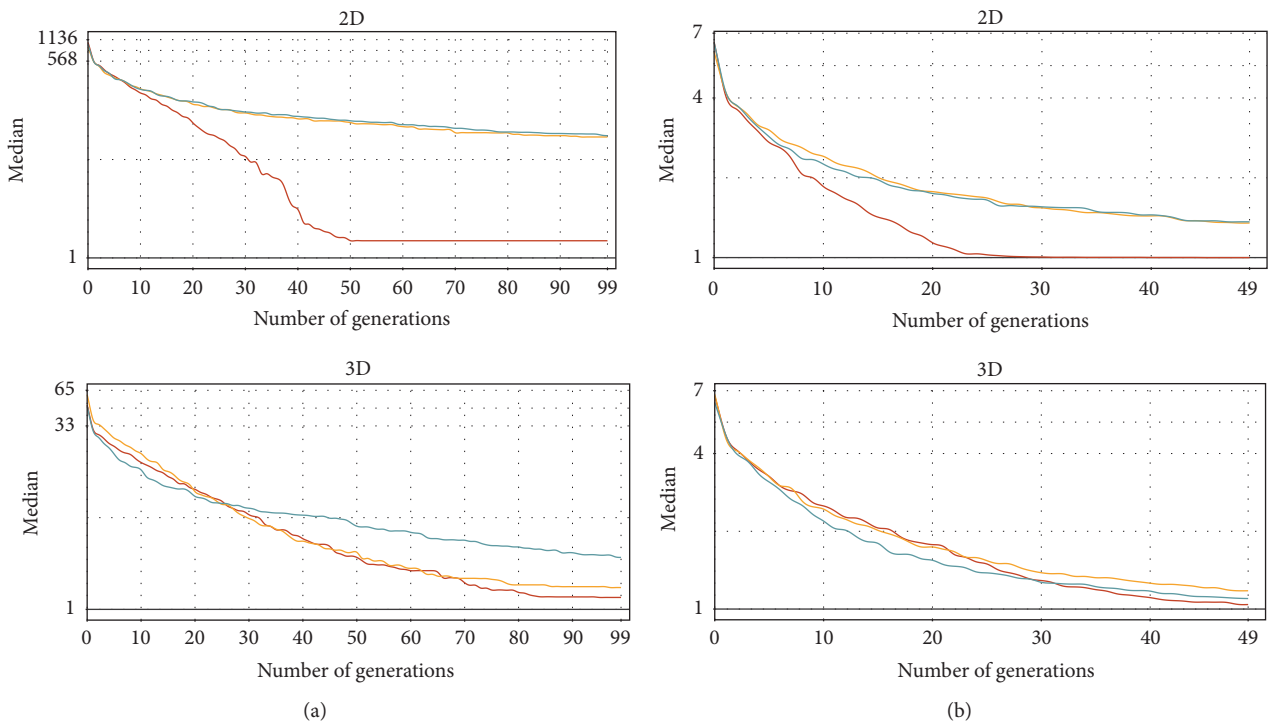 2D
1136
568
1
Median
0 10 20 30 40 50 60 70 80 90 99
Number of generations
2D
7
4
1
Median
0 10 20 30 40 49
Number of generations
3D
65
33
1
Median
0 10 20 30 40 50 60 70 80 90 99
Number of generations
(a)
3D
7
4
1
Median
0 10 20 30 40 49
Number of generations
(b)